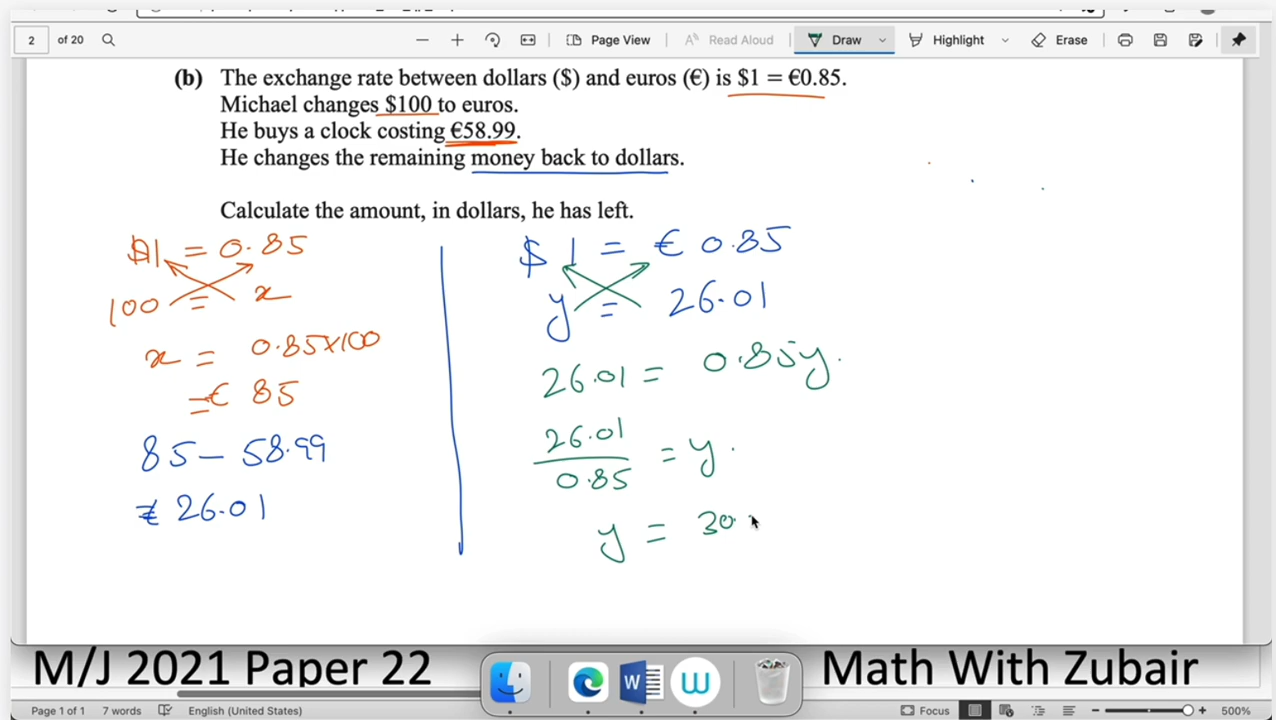 2 of 20 Page View Read Aloud Draw Highlight Erase
(b) The exchange rate between dollars ($) and euros (€) is $1 = €0.85.
Michael changes $100 to euros.
He buys a clock costing €58.99.
He changes the remaining money back to dollars.
Calculate the amount, in dollars, he has left.
$1 = 0.85
100 = x
x = 0.85×100
= € 85
85 - 58.99
€ 26.01
$ 1 = € 0.85
y = 26.01
26.01 = 0.85y.
26.01
0.85
= y.
y = 30.
M/J 2021 Paper 22
Math With Zubair
Page 1 of 1 7 words English (United States) Focus 500%